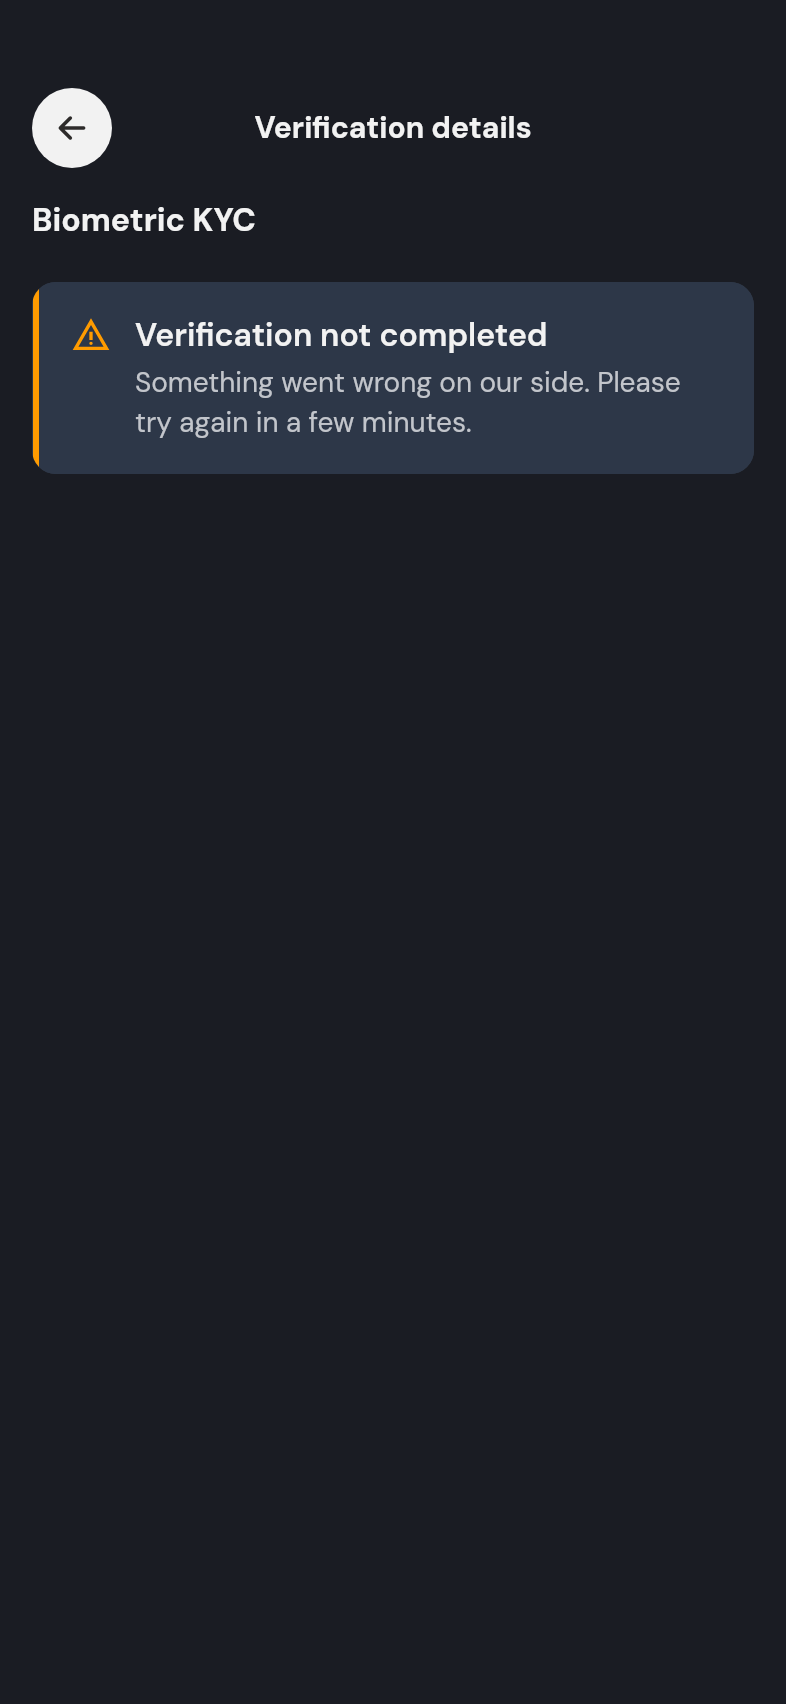 Verification details
Biometric KYC
Verification not completed
Something went wrong on our side. Please
try again in a few minutes.